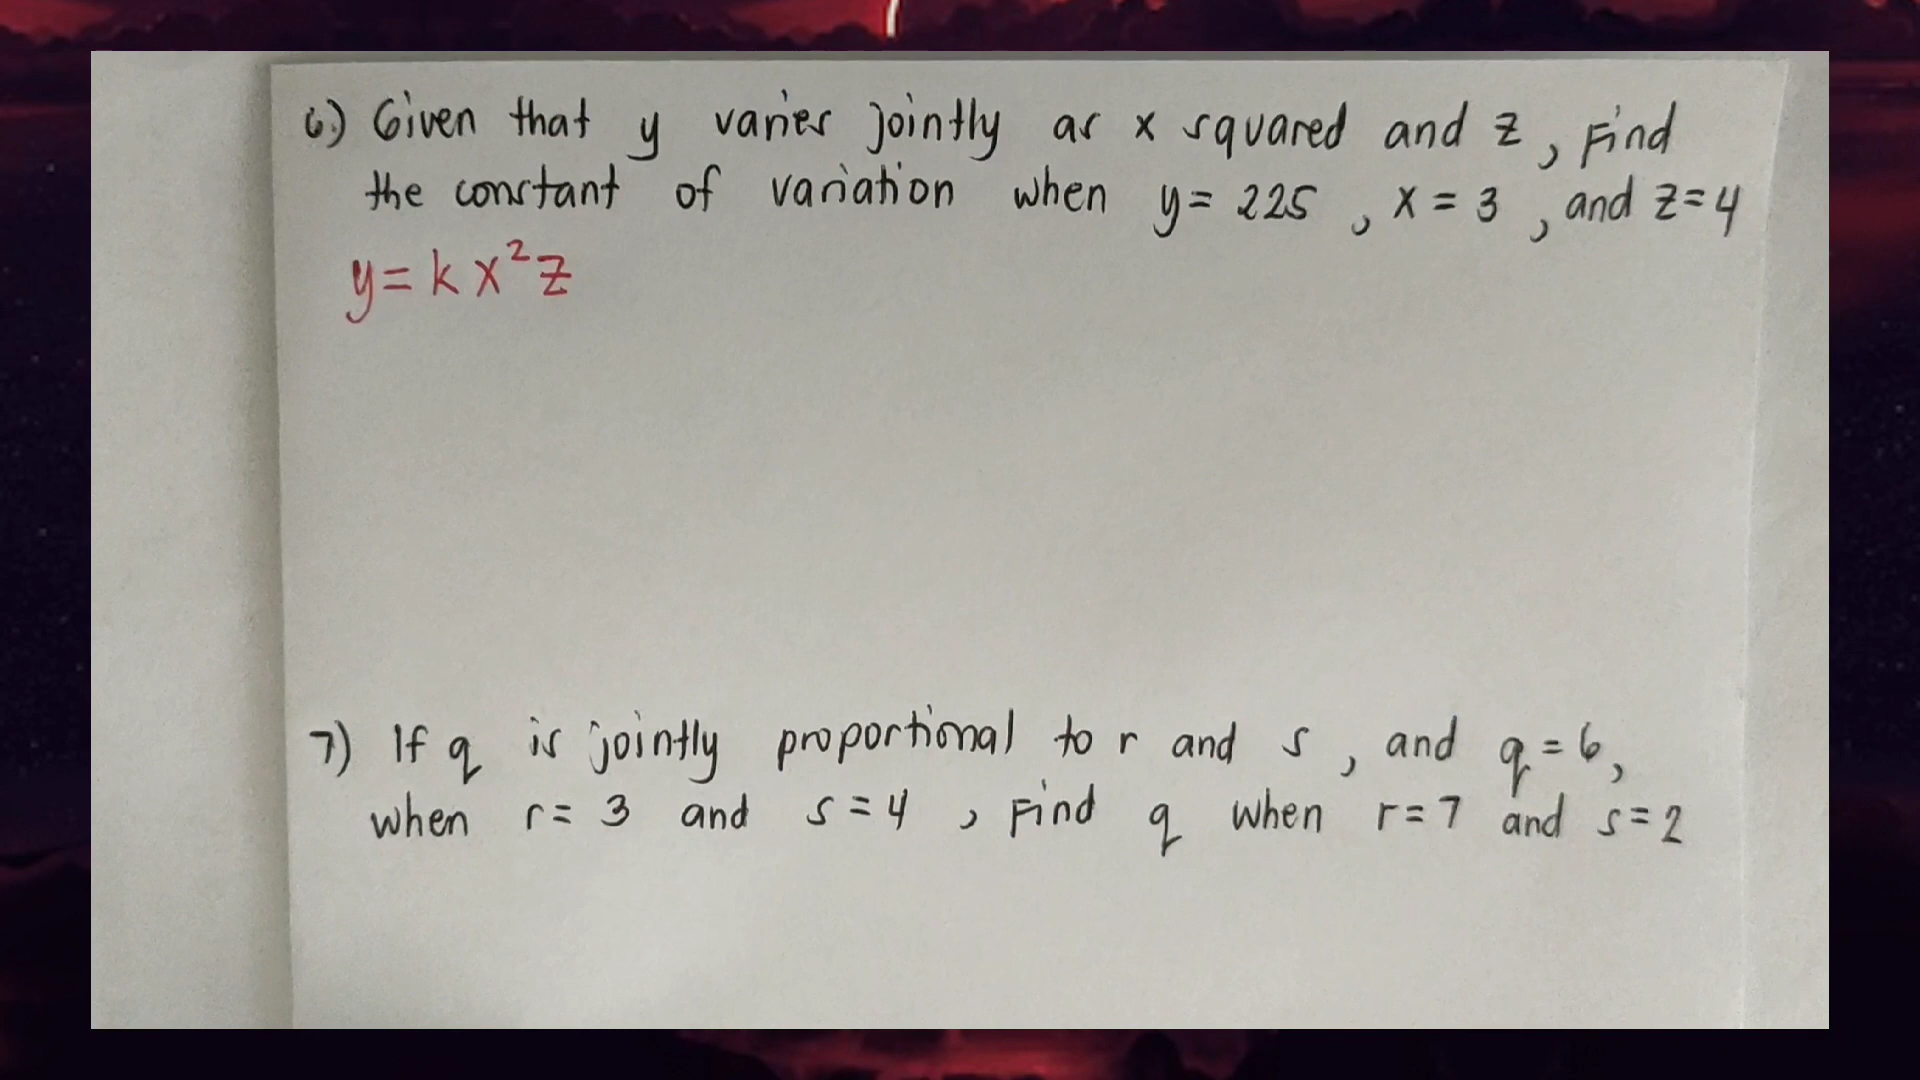 6.) Given that y varies jointly as x squared and z, Find
the constant of variation when y = 225, x = 3, and z=4
y = kx²z
7) If q is jointly proportional to r and s, and q = 6,
when r = 3 and s = 4, Find q when r = 7 and s = 2